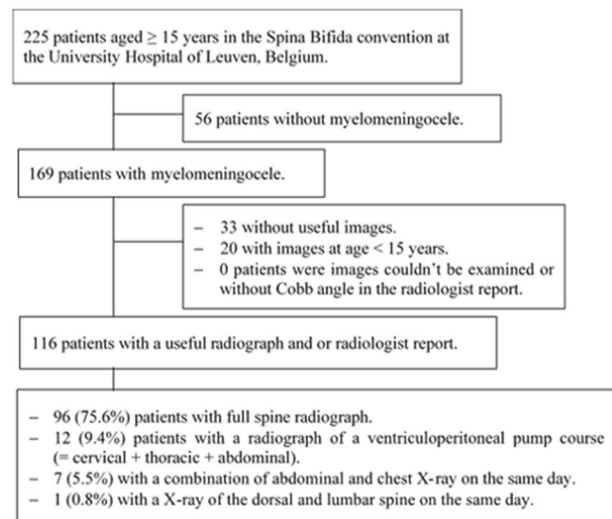 225 patients aged ≥ 15 years in the Spina Bifida convention at
the University Hospital of Leuven, Belgium.
56 patients without myelomeningocele.
169 patients with myelomeningocele.
– 33 without useful images.
– 20 with images at age < 15 years.
– 0 patients were images couldn't be examined or
without Cobb angle in the radiologist report.
116 patients with a useful radiograph and or radiologist report.
– 96 (75.6%) patients with full spine radiograph.
– 12 (9.4%) patients with a radiograph of a ventriculoperitoneal pump course
(= cervical + thoracic + abdominal).
– 7 (5.5%) with a combination of abdominal and chest X-ray on the same day.
– 1 (0.8%) with a X-ray of the dorsal and lumbar spine on the same day.